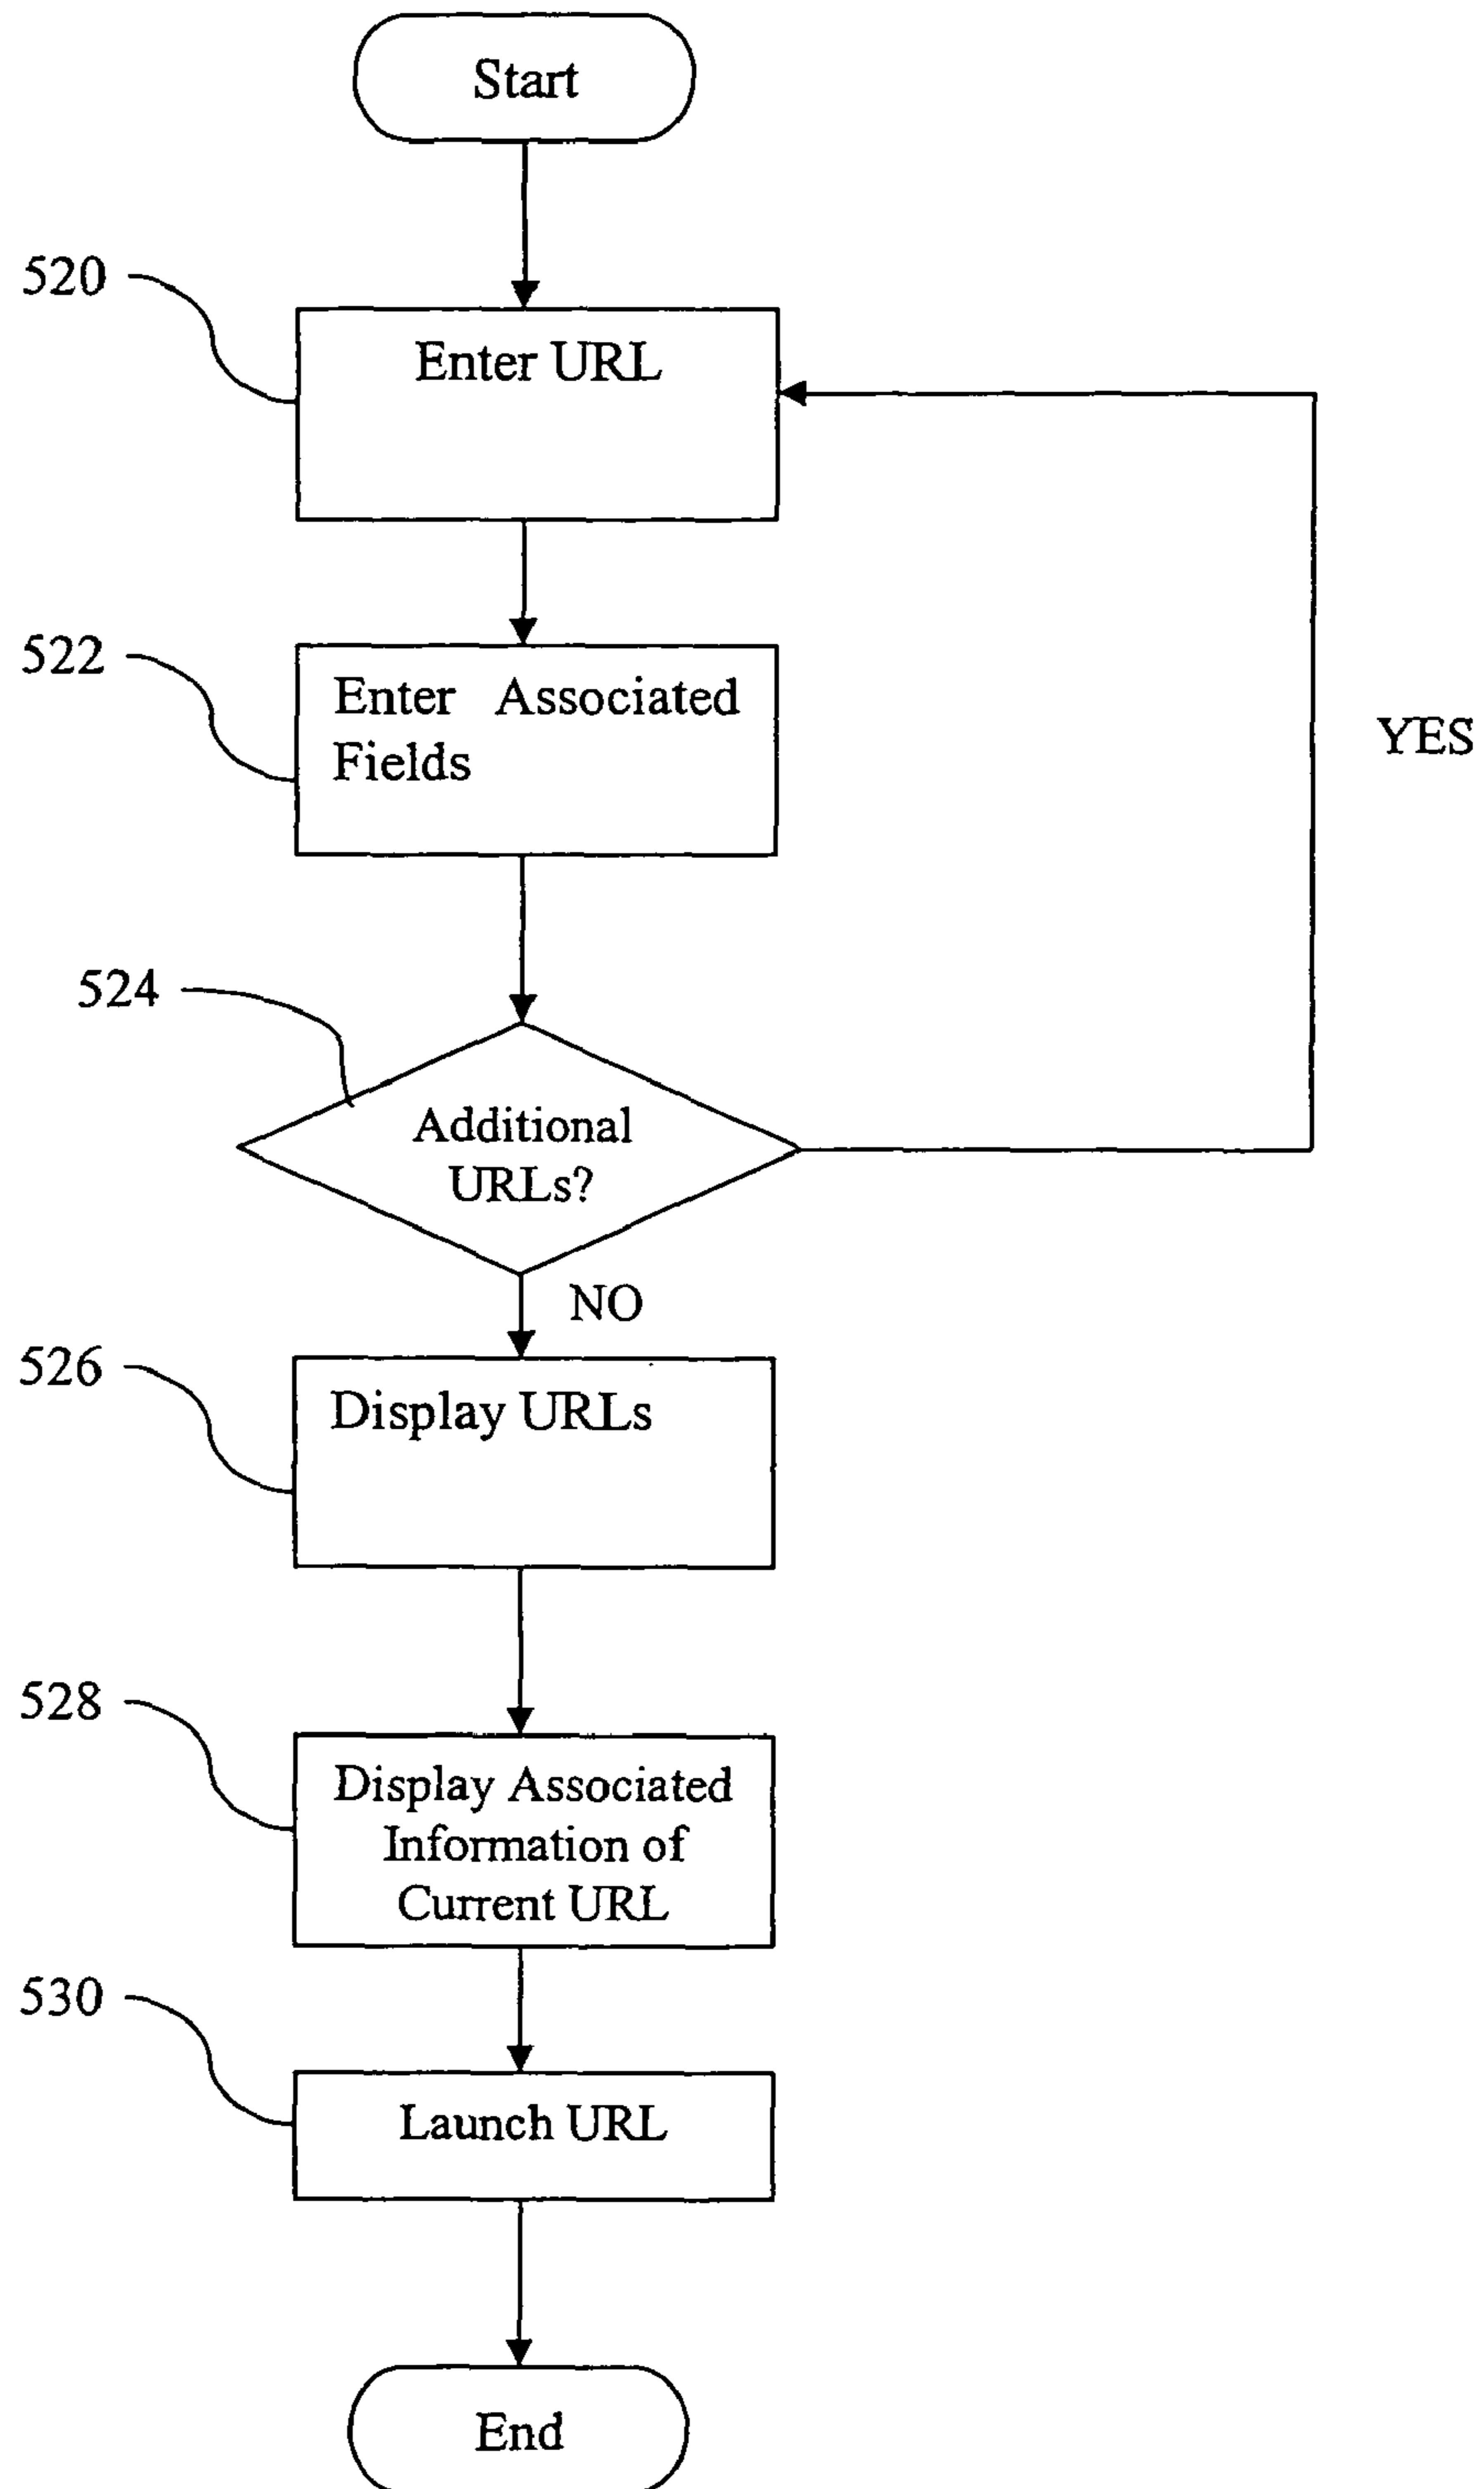 Start
520
Enter URL
522
Enter Associated
Fields
YES
524
Additional
URLs?
NO
526
Display URLs
528
Display Associated
Information of
Current URL
530
Launch URL
End